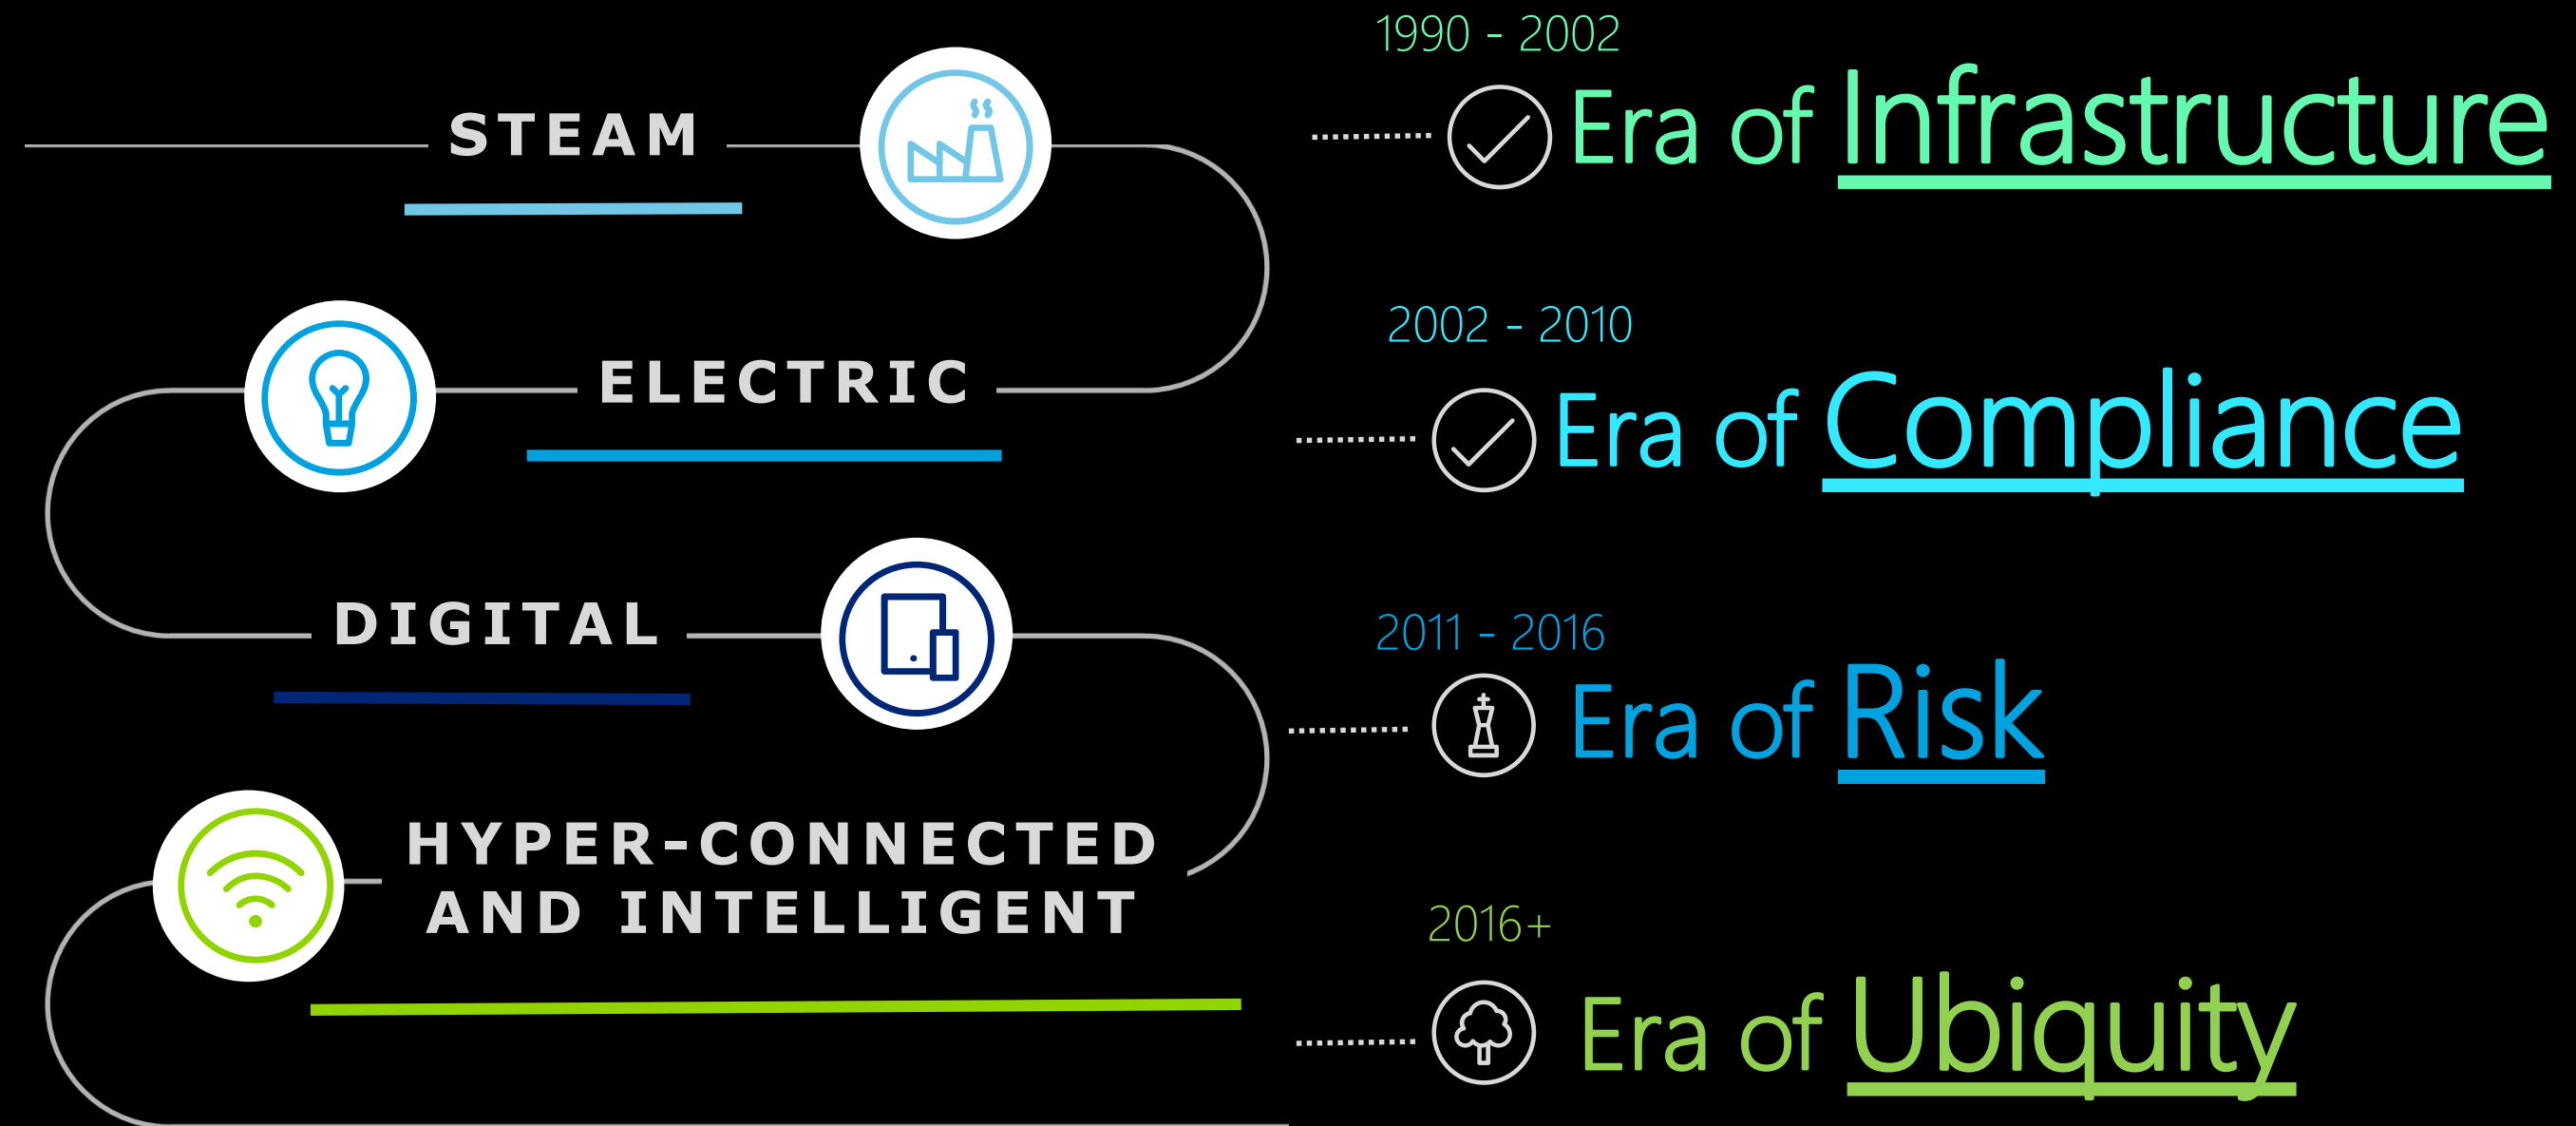 STEAM
ELECTRIC
DIGITAL
HYPER-CONNECTED
AND INTELLIGENT
1990 - 2002
Era of Infrastructure
2002 - 2010
Era of Compliance
2011 - 2016
Era of Risk
2016+
Era of Ubiquity